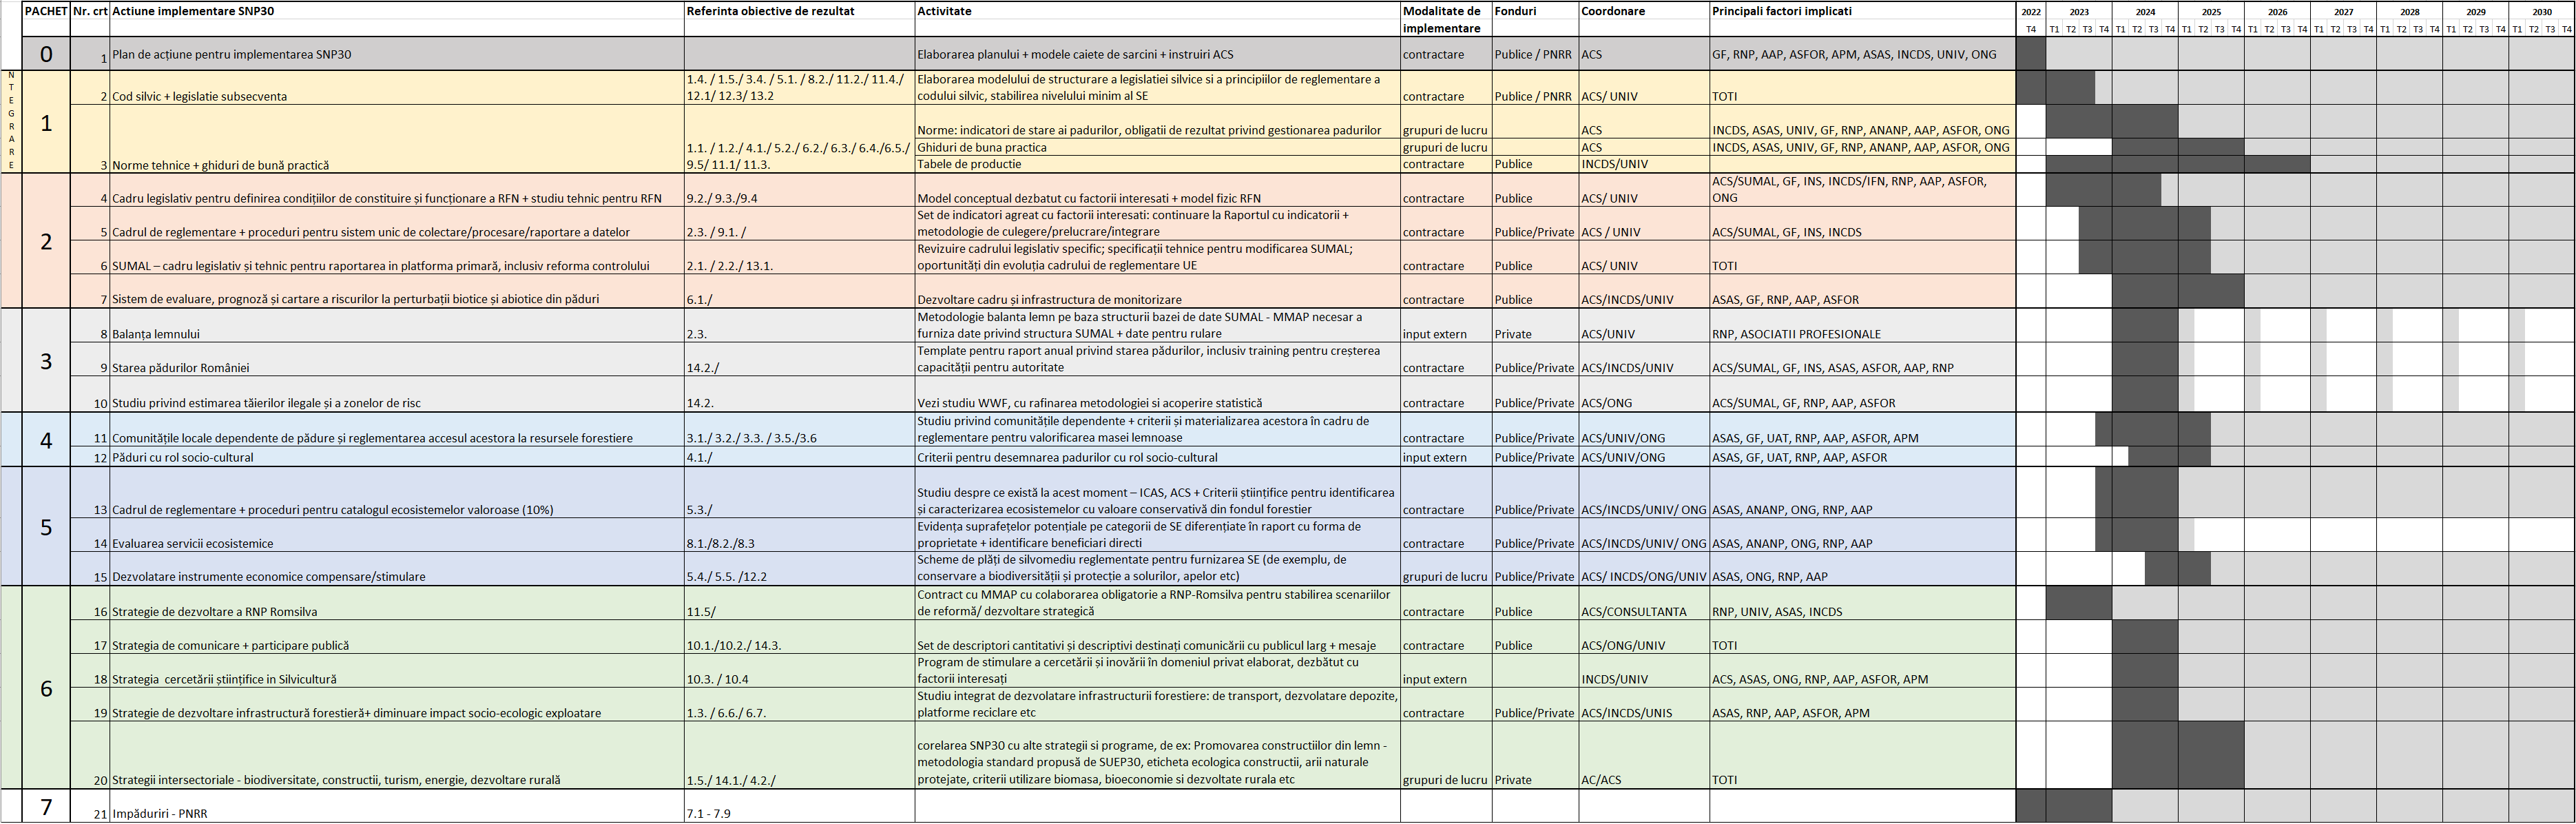 PACHET Nr. crt Actiune implementare SNP30 Referinta obiective de rezultat Activitate Modalitate de implementare Fonduri Coordonare Principali factori implicati 2022 2023 2024 2025 2026 2027 2028 2029 2030
T4 T1 T2 T3 T4 T1 T2 T3 T4 T1 T2 T3 T4 T1 T2 T3 T4 T1 T2 T3 T4 T1 T2 T3 T4 T1 T2 T3 T4 T1 T2 T3 T4
0
1 Plan de acțiune pentru implementarea SNP30 Elaborarea planului + modele caiete de sarcini + instruiri ACS contractare Publice / PNRR ACS GF, RNP, AAP, ASFOR, APM, ASAS, INCDS, UNIV, ONG
N
T
E
G
R
A
R
E
1
2 Cod silvic + legislatie subsecventa
1.4. / 1.5./ 3.4. / 5.1. / 8.2./ 11.2./ 11.4./
12.1/ 12.3/ 13.2
Elaborarea modelului de structurare a legislatiei silvice si a principiilor de reglementare a
codului silvic, stabilirea nivelului minim al SE
contractare Publice / PNRR ACS/ UNIV TOTI
3 Norme tehnice + ghiduri de bună practică
1.1. / 1.2./ 4.1./ 5.2./ 6.2./ 6.3./ 6.4./6.5./
9.5/ 11.1/ 11.3.
Norme: indicatori de stare ai padurilor, obligatii de rezultat privind gestionarea padurilor grupuri de lucru ACS INCDS, ASAS, UNIV, GF, RNP, ANANP, AAP, ASFOR, ONG
Ghiduri de buna practica grupuri de lucru ACS INCDS, ASAS, UNIV, GF, RNP, ANANP, AAP, ASFOR, ONG
Tabele de productie contractare Publice INCDS/UNIV
2
4 Cadru legislativ pentru definirea condițiilor de constituire și funcționare a RFN + studiu tehnic pentru RFN 9.2./ 9.3./9.4 Model conceptual dezbatut cu factorii interesati + model fizic RFN contractare Publice ACS/ UNIV
ACS/SUMAL, GF, INS, INCDS/IFN, RNP, AAP, ASFOR,
ONG
5 Cadrul de reglementare + proceduri pentru sistem unic de colectare/procesare/raportare a datelor 2.3. / 9.1. /
Set de indicatori agreat cu factorii interesati: continuare la Raportul cu indicatorii +
metodologie de culegere/prelucrare/integrare
contractare Publice/Private ACS / UNIV ACS/SUMAL, GF, INS, INCDS
6 SUMAL – cadru legislativ și tehnic pentru raportarea in platforma primară, inclusiv reforma controlului 2.1. / 2.2./ 13.1.
Revizuire cadrului legislativ specific; specificații tehnice pentru modificarea SUMAL;
oportunități din evoluția cadrului de reglementare UE
contractare Publice ACS/ UNIV TOTI
7 Sistem de evaluare, prognoză și cartare a riscurilor la perturbații biotice și abiotice din păduri 6.1./ Dezvoltare cadru și infrastructura de monitorizare contractare Publice ACS/INCDS/UNIV ASAS, GF, RNP, AAP, ASFOR
3
8 Balanța lemnului 2.3.
Metodologie balanta lemn pe baza structurii bazei de date SUMAL - MMAP necesar a
furniza date privind structura SUMAL + date pentru rulare
input extern Private ACS/UNIV RNP, ASOCIATII PROFESIONALE
9 Starea pădurilor României 14.2./
Template pentru raport anual privind starea pădurilor, inclusiv training pentru creșterea
capacității pentru autoritate
contractare Publice/Private ACS/INCDS/UNIV ACS/SUMAL, GF, INS, ASAS, ASFOR, AAP, RNP
10 Studiu privind estimarea tăierilor ilegale și a zonelor de risc 14.2. Vezi studiu WWF, cu rafinarea metodologiei si acoperire statistică contractare Publice/Private ACS/ONG ACS/SUMAL, GF, RNP, AAP, ASFOR
4
11 Comunitățile locale dependente de pădure și reglementarea accesul acestora la resursele forestiere 3.1./ 3.2./ 3.3. / 3.5./3.6
Studiu privind comunitățile dependente + criterii și materializarea acestora în cadru de
reglementare pentru valorificarea masei lemnoase
contractare Publice/Private ACS/UNIV/ONG ASAS, GF, UAT, RNP, AAP, ASFOR, APM
12 Păduri cu rol socio-cultural 4.1./ Criterii pentru desemnarea padurilor cu rol socio-cultural input extern Publice/Private ACS/UNIV/ONG ASAS, GF, UAT, RNP, AAP, ASFOR
5
13 Cadrul de reglementare + proceduri pentru catalogul ecosistemelor valoroase (10%) 5.3./
Studiu despre ce există la acest moment – ICAS, ACS + Criterii științifice pentru identificarea
și caracterizarea ecosistemelor cu valoare conservativă din fondul forestier
contractare Publice/Private ACS/INCDS/UNIV/ ONG ASAS, ANANP, ONG, RNP, AAP
14 Evaluarea servicii ecosistemice 8.1./8.2./8.3
Evidența suprafețelor potențiale pe categorii de SE diferențiate în raport cu forma de
proprietate + identificare beneficiari directi
contractare Publice/Private ACS/INCDS/UNIV/ ONG ASAS, ANANP, ONG, RNP, AAP
15 Dezvolatare instrumente economice compensare/stimulare 5.4./ 5.5. /12.2
Scheme de plăți de silvomediu reglementate pentru furnizarea SE (de exemplu, de
conservare a biodiversității și protecție a solurilor, apelor etc)
grupuri de lucru Publice/Private ACS/ INCDS/ONG/UNIV ASAS, ONG, RNP, AAP
6
16 Strategie de dezvoltare a RNP Romsilva 11.5/
Contract cu MMAP cu colaborarea obligatorie a RNP-Romsilva pentru stabilirea scenariilor
de reformă/ dezvoltare strategică
contractare Publice ACS/CONSULTANTA RNP, UNIV, ASAS, INCDS
17 Strategia de comunicare + participare publică 10.1./10.2./ 14.3. Set de descriptori cantitativi și descriptivi destinați comunicării cu publicul larg + mesaje contractare Publice ACS/ONG/UNIV TOTI
18 Strategia cercetării științifice in Silvicultură 10.3. / 10.4
Program de stimulare a cercetării și inovării în domeniul privat elaborat, dezbătut cu
factorii interesați
input extern INCDS/UNIV ACS, ASAS, ONG, RNP, AAP, ASFOR, APM
19 Strategie de dezvoltare infrastructură forestieră+ diminuare impact socio-ecologic exploatare 1.3. / 6.6./ 6.7.
Studiu integrat de dezvolatare infrastructurii forestiere: de transport, dezvolatare depozite,
platforme reciclare etc
contractare Publice/Private ACS/INCDS/UNIS ASAS, RNP, AAP, ASFOR, APM
20 Strategii intersectoriale - biodiversitate, constructii, turism, energie, dezvoltare rurală 1.5./ 14.1./ 4.2./
corelarea SNP30 cu alte strategii si programe, de ex: Promovarea constructiilor din lemn -
metodologia standard propusă de SUEP30, eticheta ecologica constructii, arii naturale
protejate, criterii utilizare biomasa, bioeconomie si dezvoltate rurala etc
grupuri de lucru Private AC/ACS TOTI
7
21 Impăduriri - PNRR 7.1 - 7.9